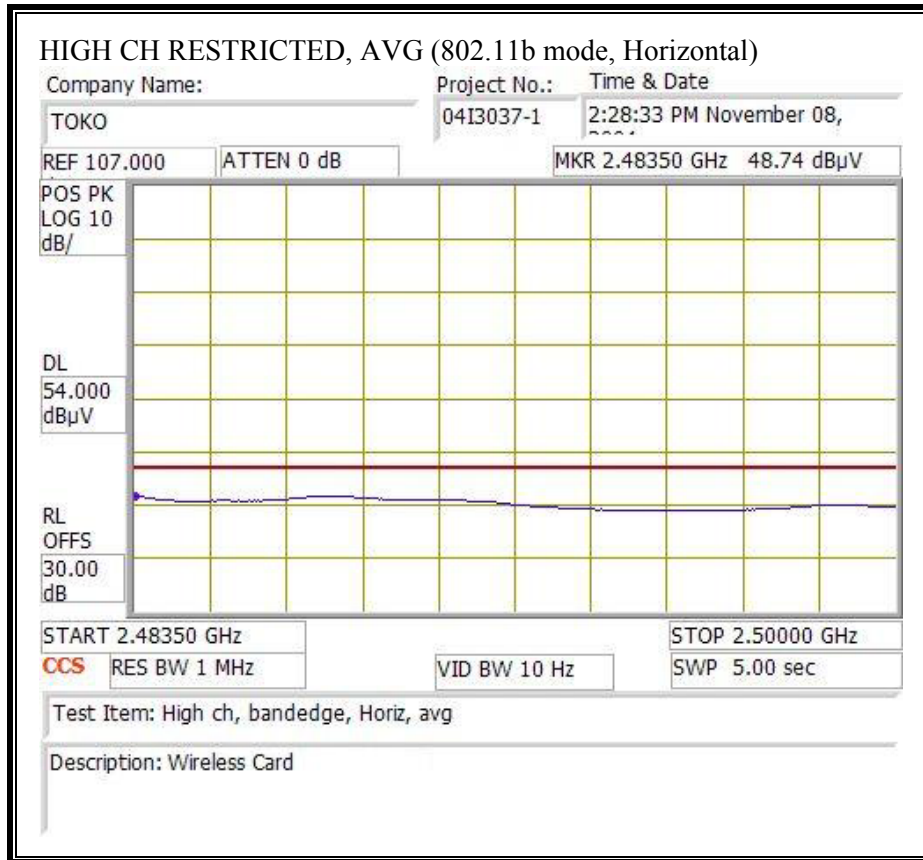 HIGH CH RESTRICTED, AVG (802.11b mode, Horizontal)
Company Name: Project No.: Time & Date
TOKO 04I3037-1 2:28:33 PM November 08,
REF 107.000 ATTEN 0 dB MKR 2.48350 GHz 48.74 dBµV
POS PK
LOG 10
dB/
DL
54.000
dBµV
RL
OFFS
30.00
dB
START 2.48350 GHz STOP 2.50000 GHz
CCS RES BW 1 MHz VID BW 10 Hz SWP 5.00 sec
Test Item: High ch, bandedge, Horiz, avg
Description: Wireless Card